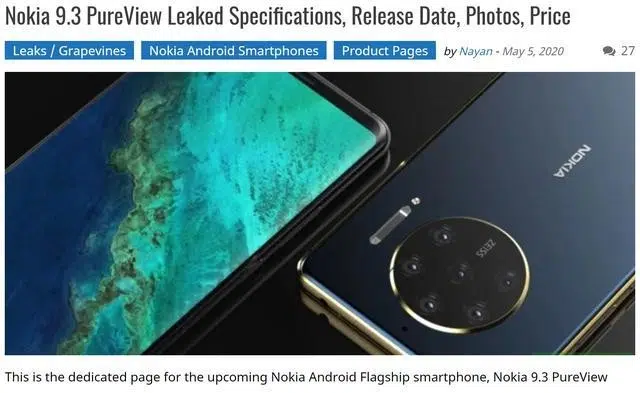 Nokia 9.3 PureView Leaked Specifications, Release Date, Photos, Price
Leaks / Grapevines Nokia Android Smartphones Product Pages by Nayan - May 5, 2020 27
NOKIA
ZEISS
This is the dedicated page for the upcoming Nokia Android Flagship smartphone, Nokia 9.3 PureView